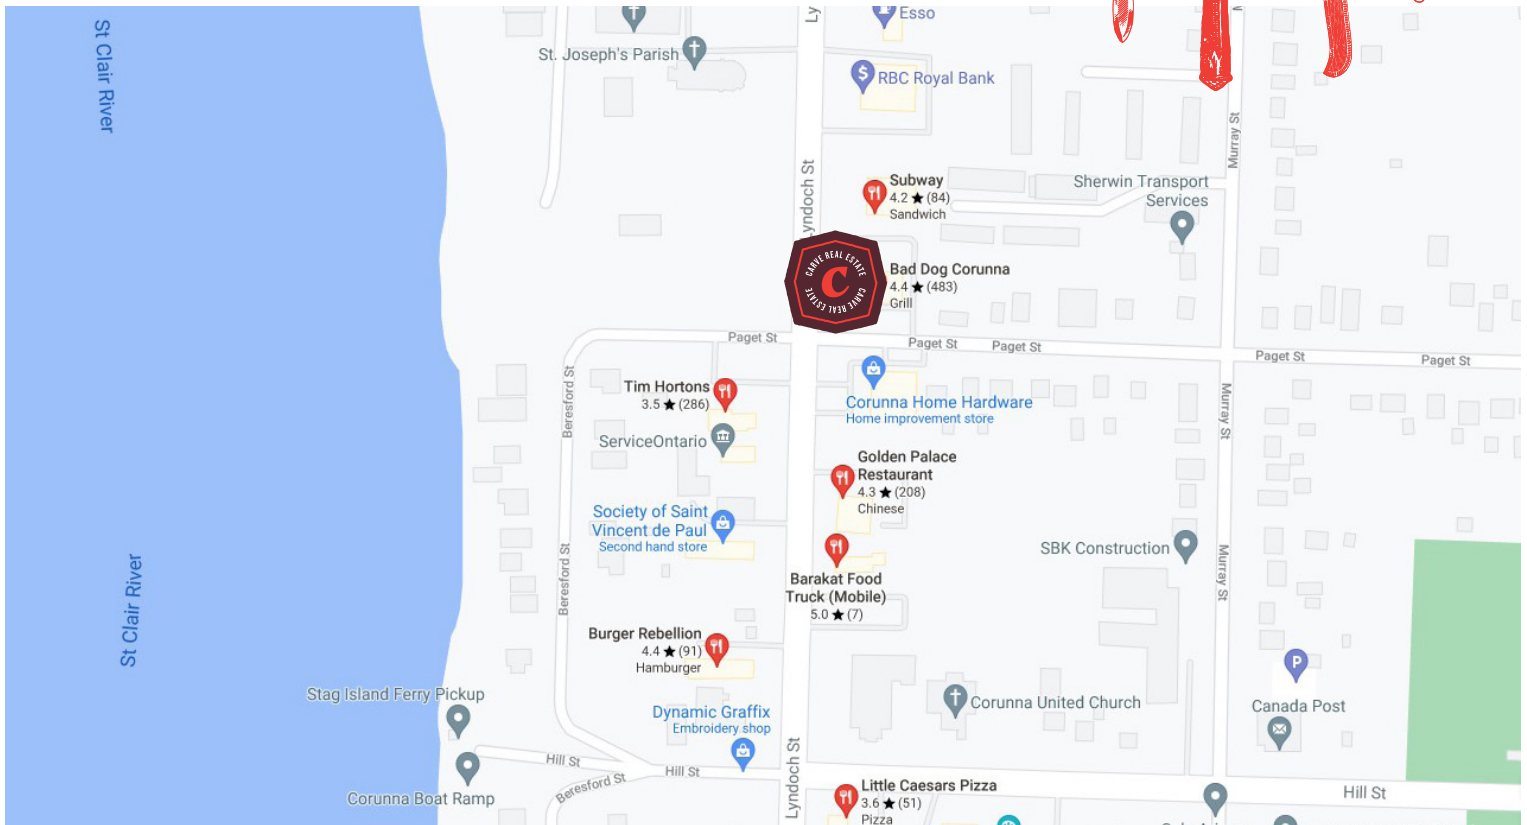 St Clair River
Ly
Esso
St. Joseph's Parish
RBC Royal Bank
Murray St
Lyndoch St
Subway
4.2 ★ (84)
Sandwich
Sherwin Transport
Services
CARVE REAL ESTATE
C
CARVE REAL ESTATE
Bad Dog Corunna
4.4 ★ (483)
Grill
Paget St
Paget St
Paget St
Paget St
Paget St
Beresford St
Tim Hortons
3.5 ★ (286)
Corunna Home Hardware
Home improvement store
Murray St
ServiceOntario
Golden Palace
Restaurant
4.3 ★ (208)
Chinese
Society of Saint
Vincent de Paul
Second hand store
SBK Construction
St Clair River
Beresford St
Murray St
Barakat Food
Truck (Mobile)
5.0 ★ (7)
Burger Rebellion
4.4 ★ (91)
Hamburger
P
Stag Island Ferry Pickup
Corunna United Church
Canada Post
Dynamic Graffix
Embroidery shop
Lyndoch St
Hill St
Hill St
Beresford St
Corunna Boat Ramp
Little Caesars Pizza
3.6 ★ (51)
Pizza
Hill St